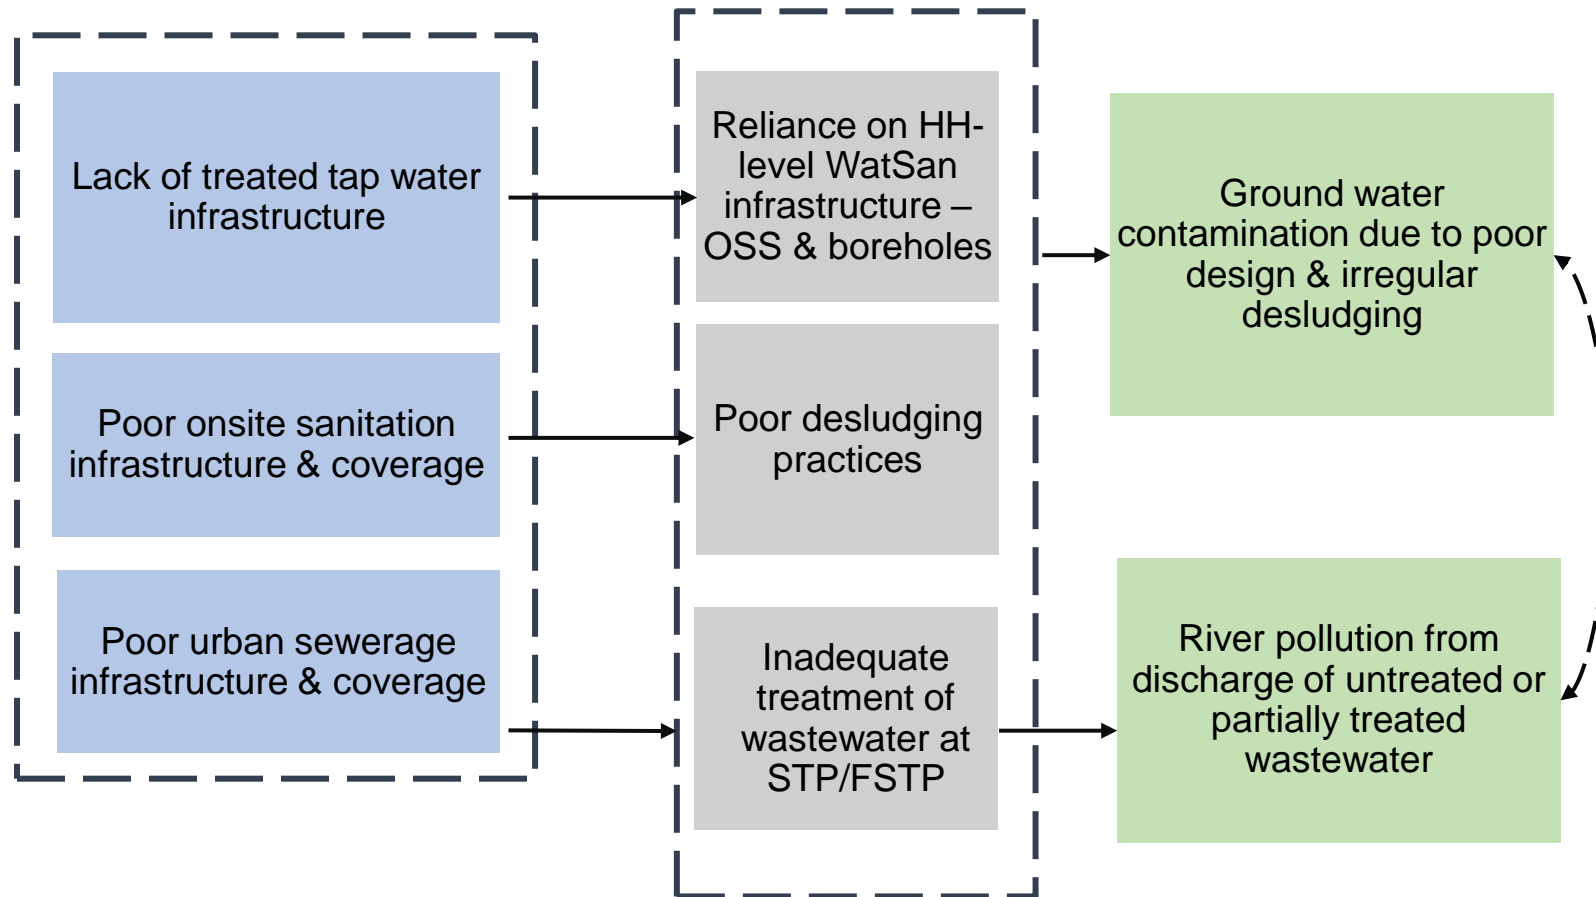 Lack of treated tap water
infrastructure
Poor onsite sanitation
infrastructure & coverage
Poor urban sewerage
infrastructure & coverage
Reliance on HH-
level WatSan
infrastructure –
OSS & boreholes
Poor desludging
practices
Inadequate
treatment of
wastewater at
STP/FSTP
Ground water
contamination due to poor
design & irregular
desludging
River pollution from
discharge of untreated or
partially treated
wastewater